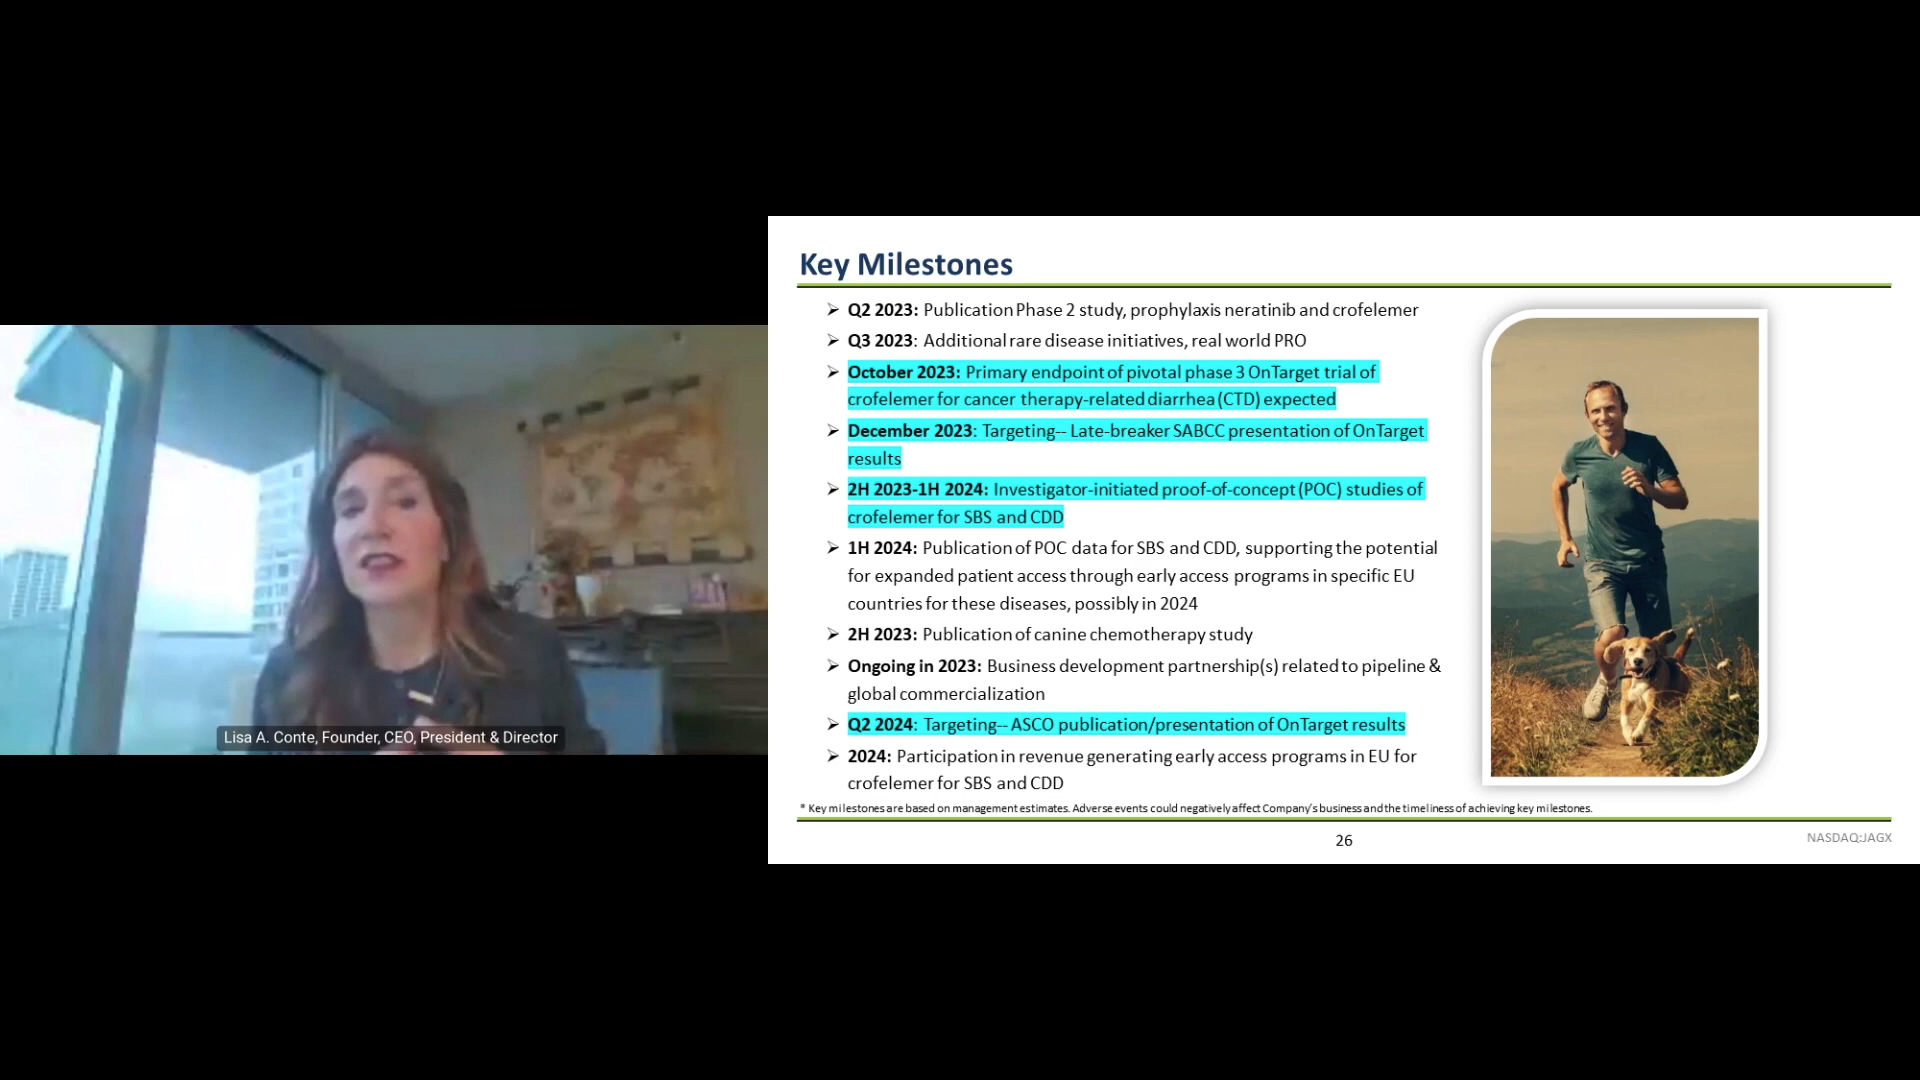 Lisa A. Conte, Founder, CEO, President & Director
Key Milestones
➢ Q2 2023: Publication Phase 2 study, prophylaxis neratinib and crofelemer
➢ Q3 2023: Additional rare disease initiatives, real world PRO
➢ October 2023: Primary endpoint of pivotal phase 3 OnTarget trial of
crofelemer for cancer therapy-related diarrhea (CTD) expected
➢ December 2023: Targeting-- Late-breaker SABCC presentation of OnTarget
results
➢ 2H 2023-1H 2024: Investigator-initiated proof-of-concept (POC) studies of
crofelemer for SBS and CDD
➢ 1H 2024: Publication of POC data for SBS and CDD, supporting the potential
for expanded patient access through early access programs in specific EU
countries for these diseases, possibly in 2024
➢ 2H 2023: Publication of canine chemotherapy study
➢ Ongoing in 2023: Business development partnership(s) related to pipeline &
global commercialization
➢ Q2 2024: Targeting-- ASCO publication/presentation of OnTarget results
➢ 2024: Participation in revenue generating early access programs in EU for
crofelemer for SBS and CDD
* Key milestones are based on management estimates. Adverse events could negatively affect Company's business and the timeliness of achieving key milestones.
26
NASDAQ:JAGX